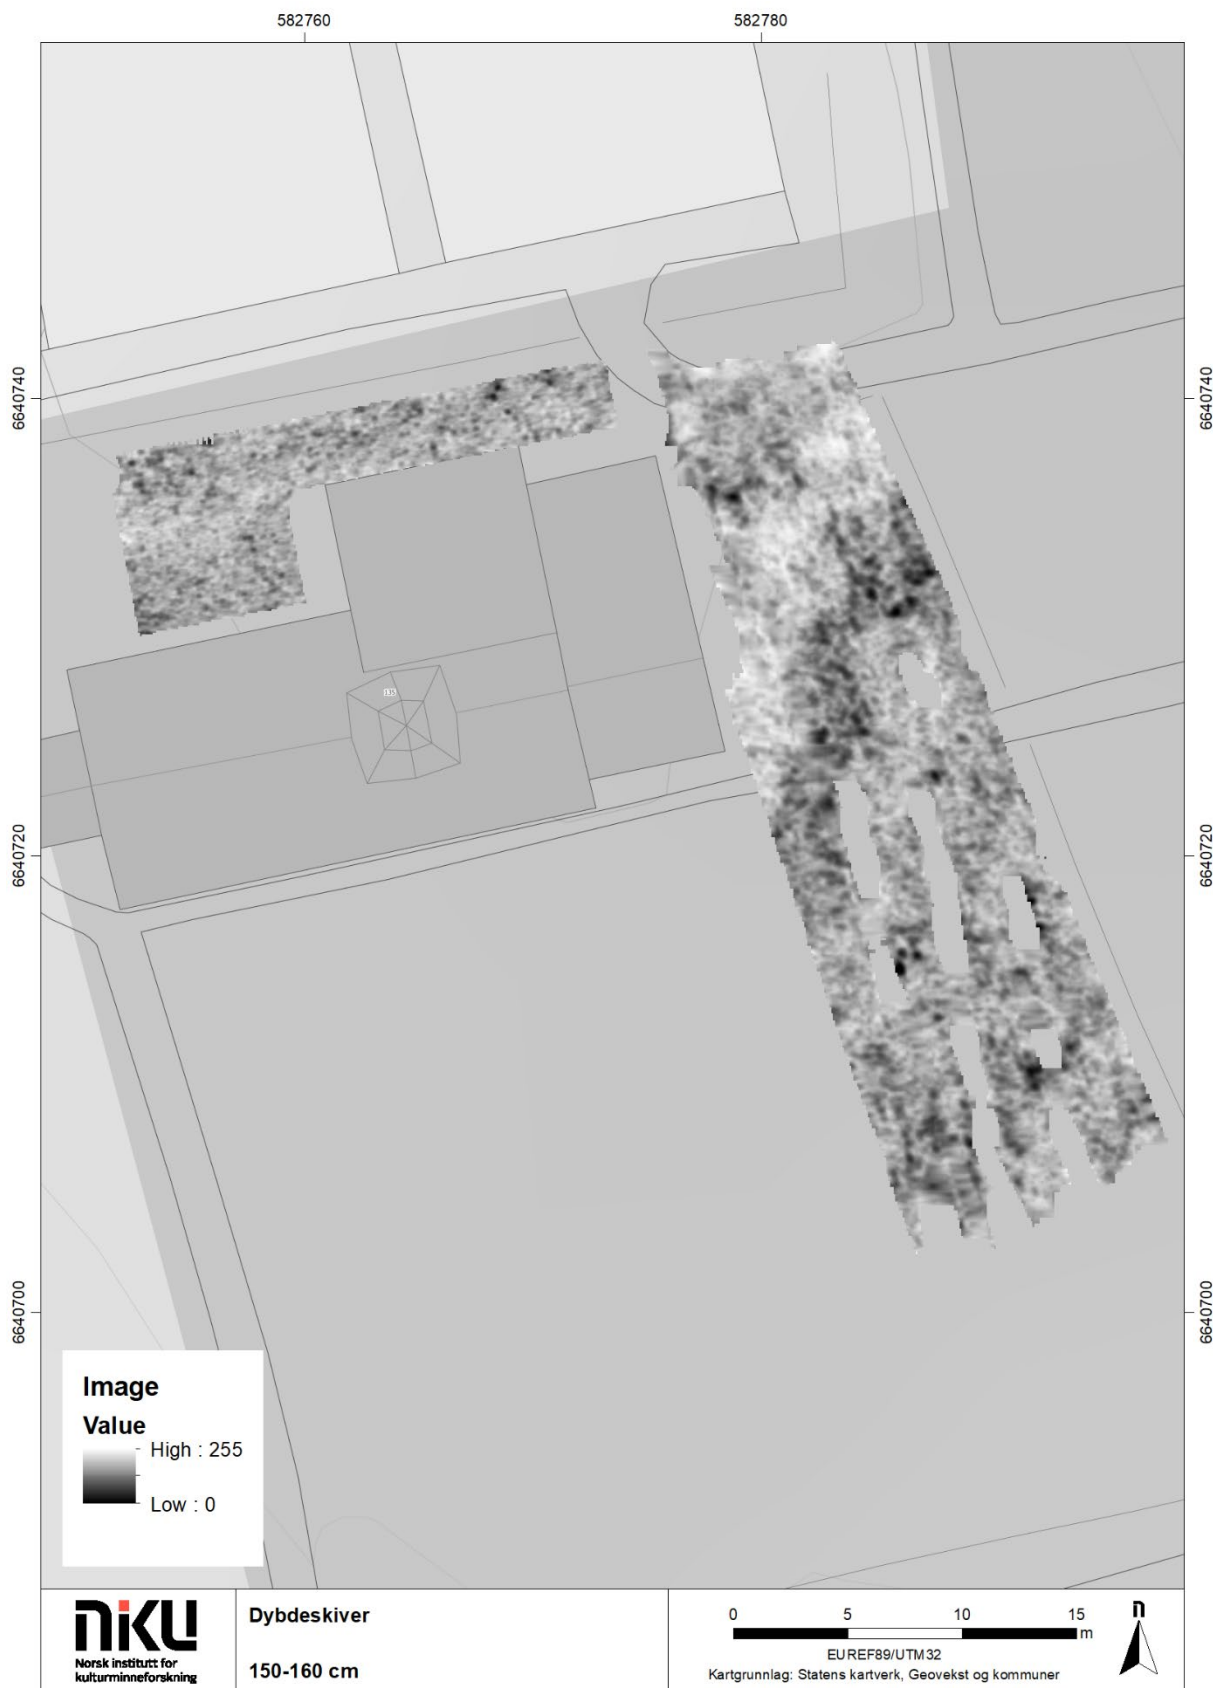 582760
582780
6640740
6640740
6640720
6640720
6640700
6640700
135
Image
Value
High : 255
Low : 0
NIKU
Norsk institutt for
kulturminneforskning
Dybdeskiver
150-160 cm
0 5 10 15
m
EUREF89/UTM32
Kartgrunnlag: Statens kartverk, Geovekst og kommuner
n